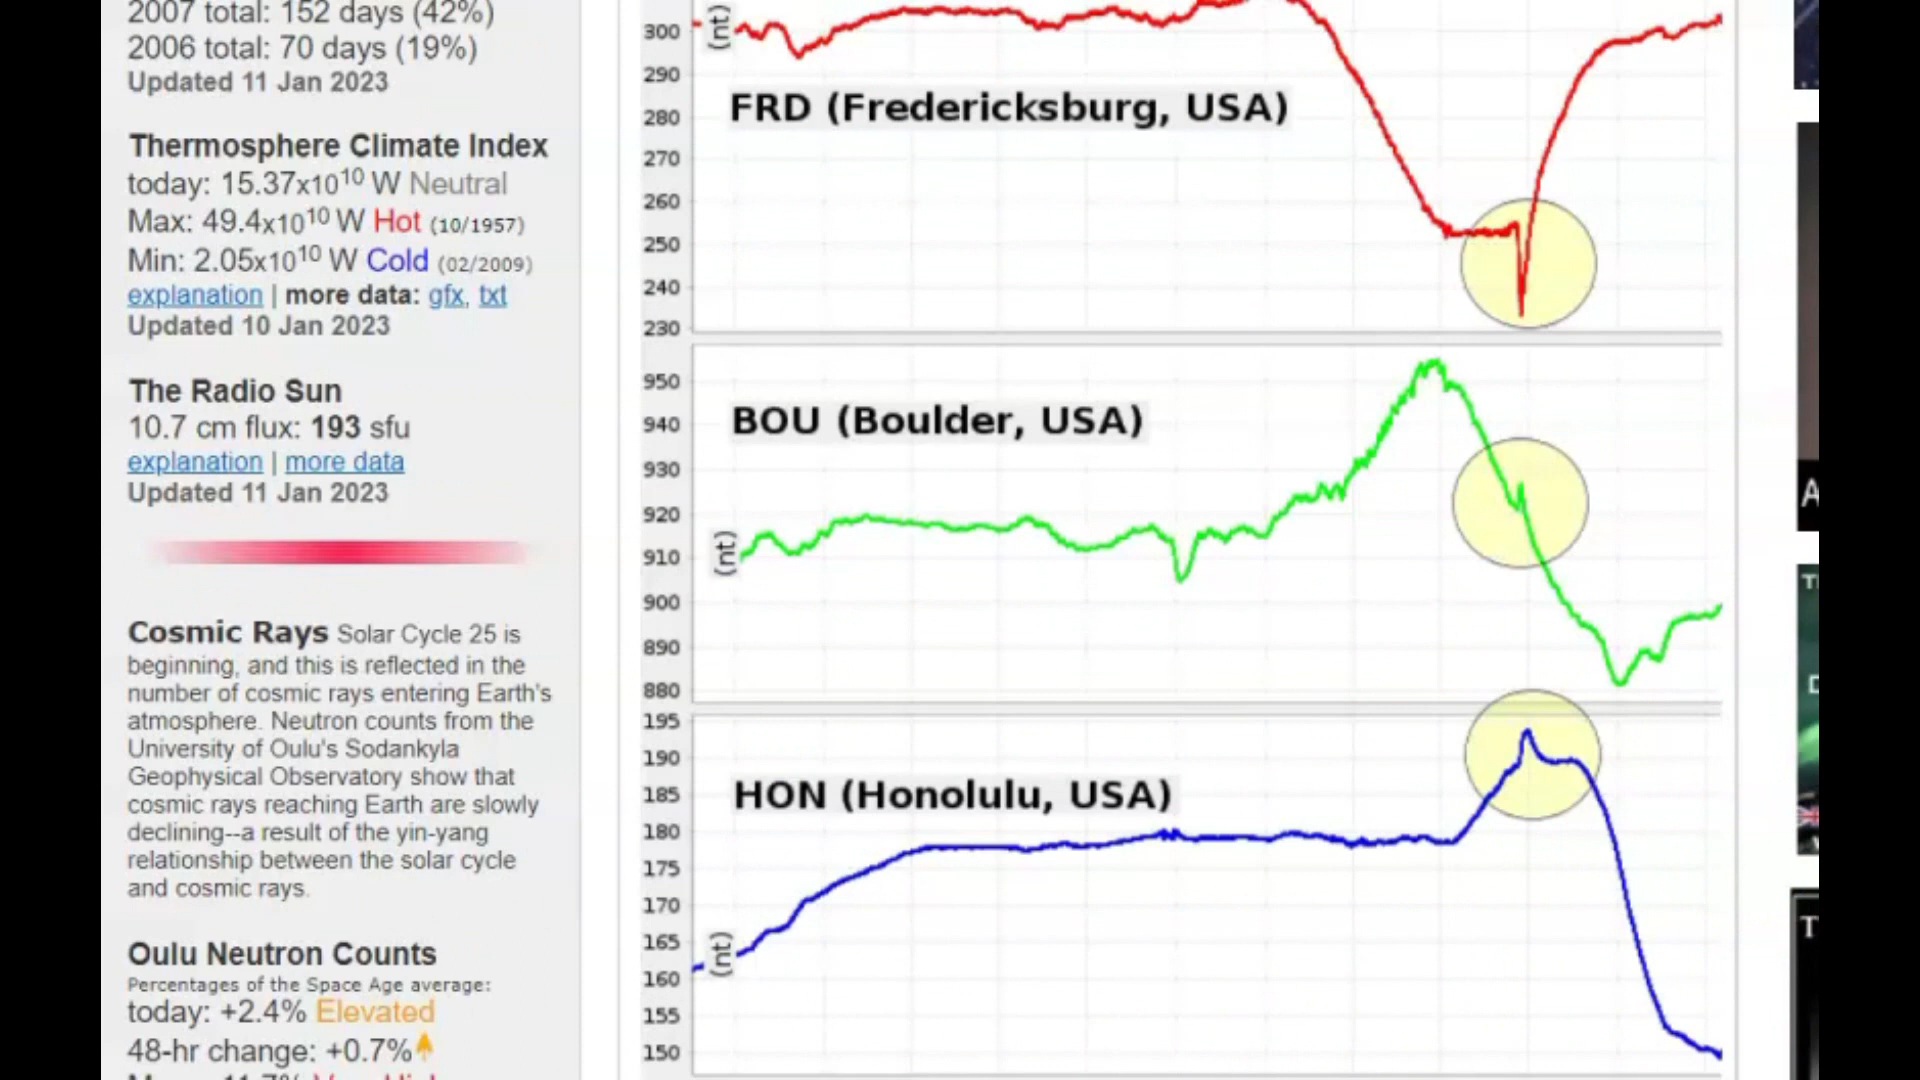 2007 total: 152 days (42%)
2006 total: 70 days (19%)
Updated 11 Jan 2023
Thermosphere Climate Index
today: 15.37x10¹⁰ W Neutral
Max: 49.4x10¹⁰ W Hot (10/1957)
Min: 2.05x10¹⁰ W Cold (02/2009)
explanation | more data: gfx, txt
Updated 10 Jan 2023
The Radio Sun
10.7 cm flux: 193 sfu
explanation | more data
Updated 11 Jan 2023
Cosmic Rays Solar Cycle 25 is
beginning, and this is reflected in the
number of cosmic rays entering Earth's
atmosphere. Neutron counts from the
University of Oulu's Sodankyla
Geophysical Observatory show that
cosmic rays reaching Earth are slowly
declining--a result of the yin-yang
relationship between the solar cycle
and cosmic rays.
Oulu Neutron Counts
Percentages of the Space Age average:
today: +2.4% Elevated
48-hr change: +0.7%
(nt)
300
290
280
270
260
250
240
230
FRD (Fredericksburg, USA)
950
940
930
920
910
900
890
880
(nt)
BOU (Boulder, USA)
195
190
185
180
175
170
165
160
155
150
(nt)
HON (Honolulu, USA)
A
T